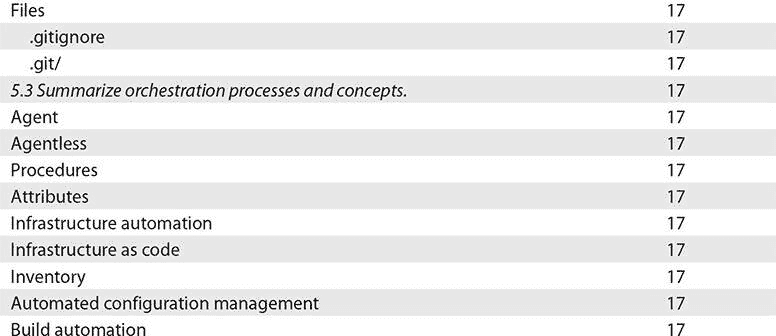 Files 17
.gitignore 17
.git/ 17
5.3 Summarize orchestration processes and concepts. 17
Agent 17
Agentless 17
Procedures 17
Attributes 17
Infrastructure automation 17
Infrastructure as code 17
Inventory 17
Automated configuration management 17
Build automation 17